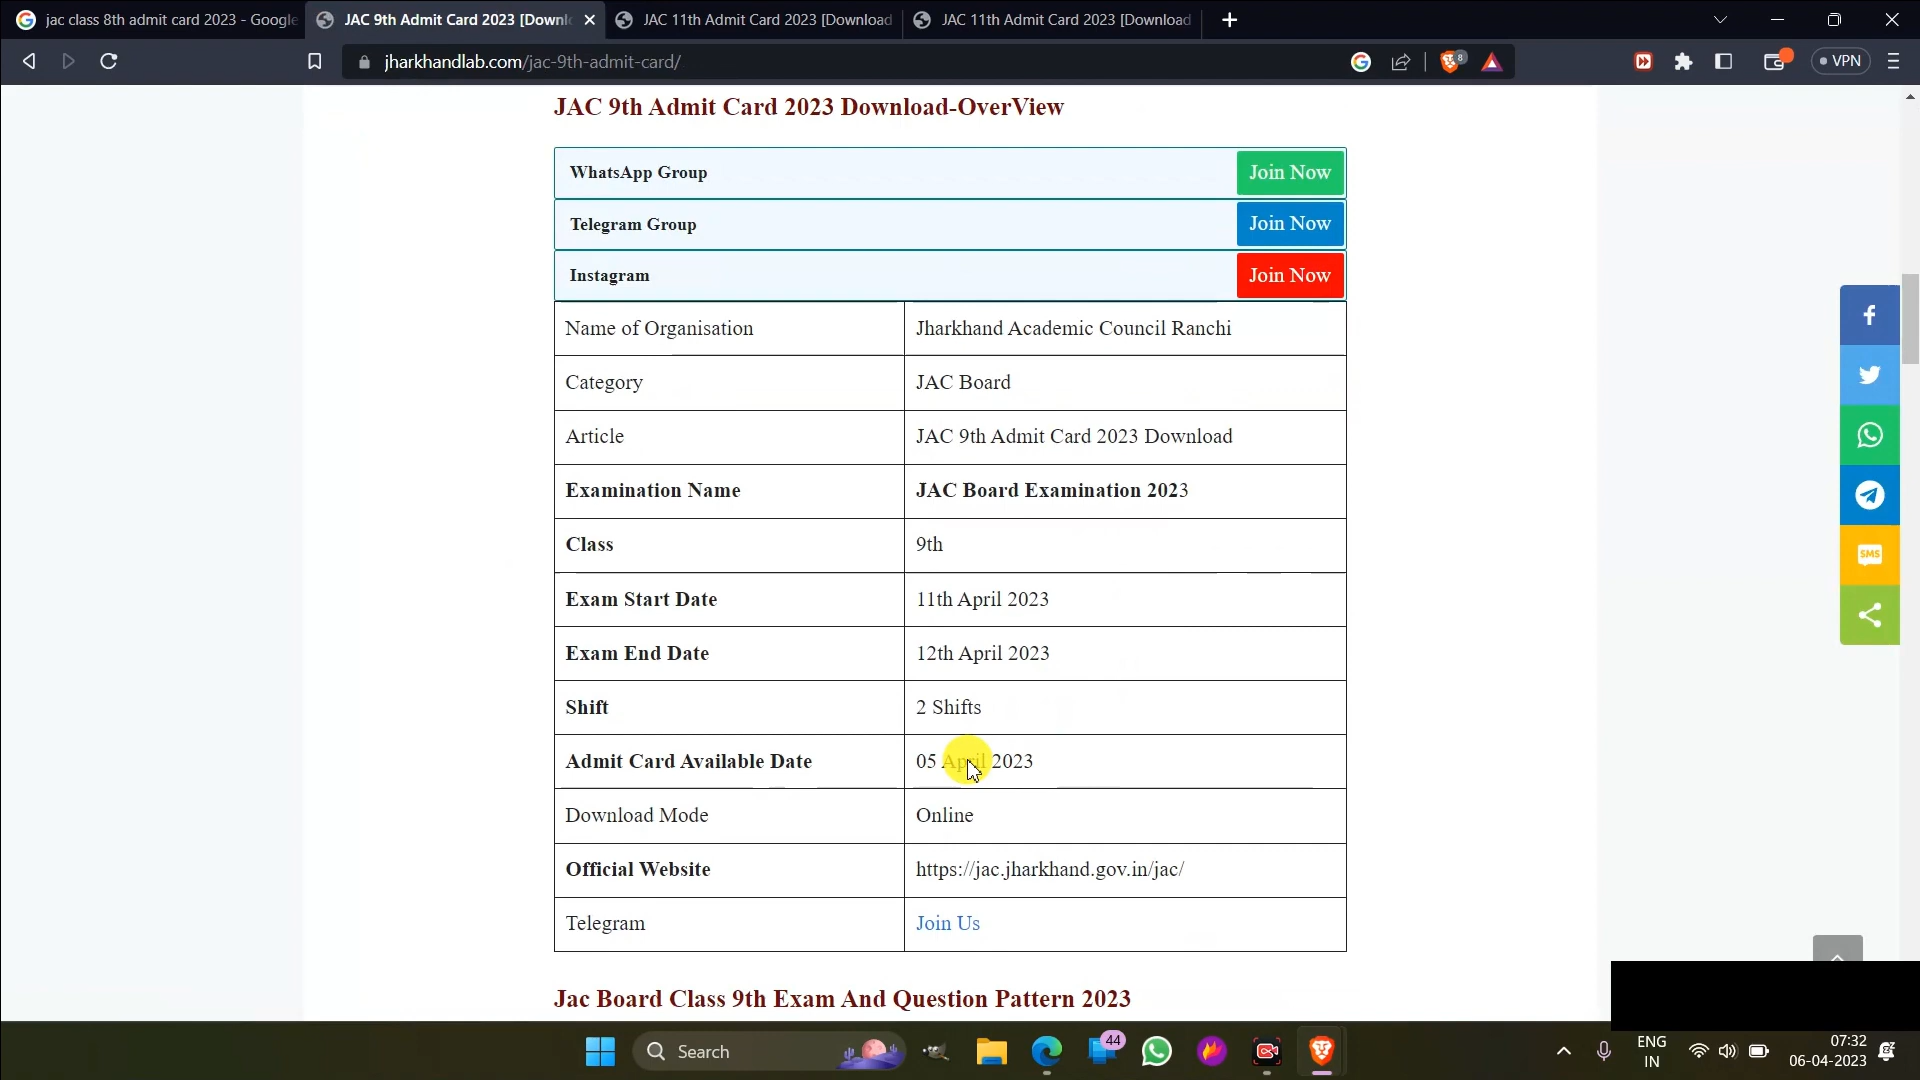 jac class 8th admit card 2023 - Google
JAC 9th Admit Card 2023 [Downl
JAC 11th Admit Card 2023 [Download
JAC 11th Admit Card 2023 [Download
jharkhandlab.com/jac-9th-admit-card/
8
VPN
JAC 9th Admit Card 2023 Download-OverView
WhatsApp Group Join Now
Telegram Group Join Now
Instagram Join Now
Name of Organisation Jharkhand Academic Council Ranchi
Category JAC Board
Article JAC 9th Admit Card 2023 Download
Examination Name JAC Board Examination 2023
Class 9th
Exam Start Date 11th April 2023
Exam End Date 12th April 2023
Shift 2 Shifts
Admit Card Available Date 05 April 2023
Download Mode Online
Official Website https://jac.jharkhand.gov.in/jac/
Telegram Join Us
Jac Board Class 9th Exam And Question Pattern 2023
SMS
Search
44
ENG
IN
07:32
06-04-2023